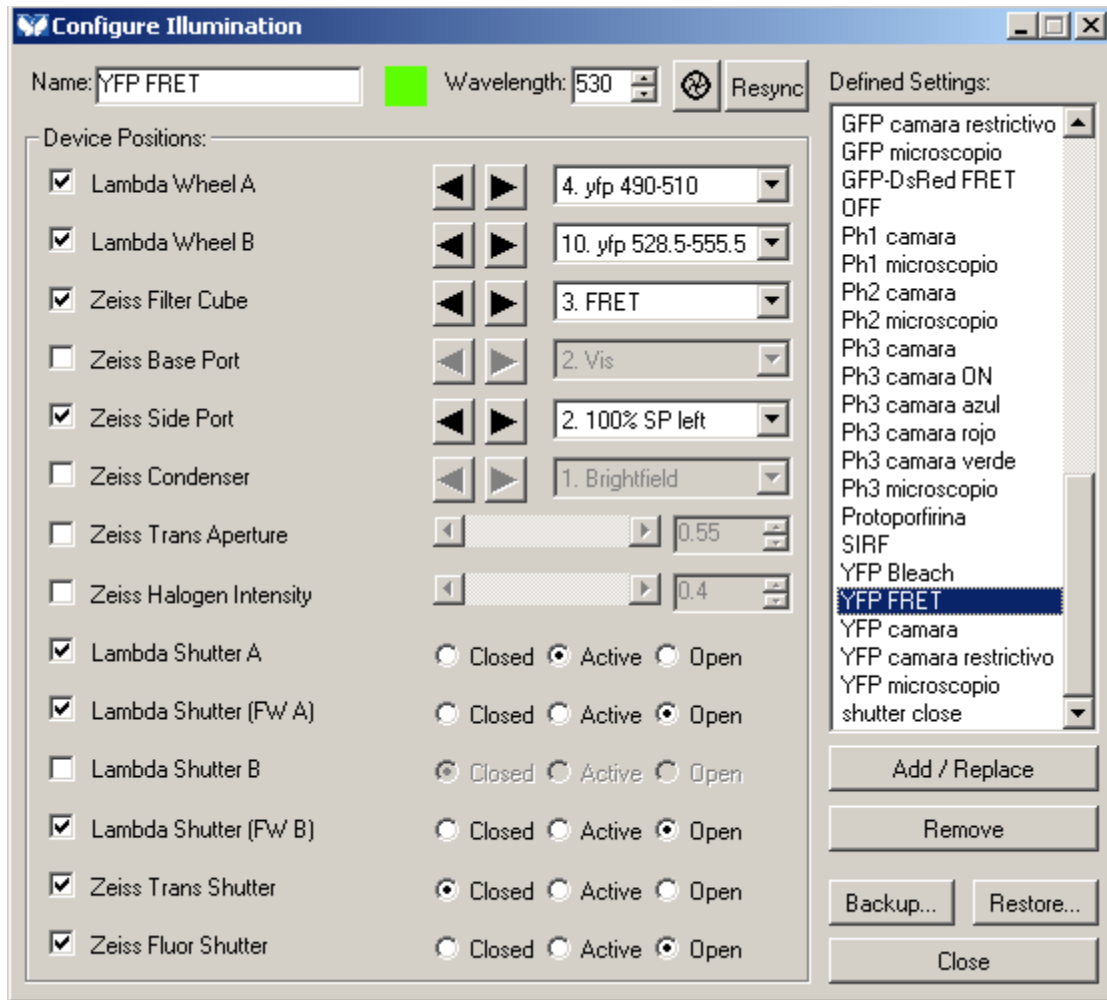 Configure Illumination
Name: YFP FRET Wavelength: 530 Resync
Device Positions:
Lambda Wheel A 4. yfp 490-510
Lambda Wheel B 10. yfp 528.5-555.5
Zeiss Filter Cube 3. FRET
Zeiss Base Port 2. Vis
Zeiss Side Port 2. 100% SP left
Zeiss Condenser 1. Brightfield
Zeiss Trans Aperture 0.55
Zeiss Halogen Intensity 0.4
Lambda Shutter A Closed Active Open
Lambda Shutter (FW A) Closed Active Open
Lambda Shutter B Closed Active Open
Lambda Shutter (FW B) Closed Active Open
Zeiss Trans Shutter Closed Active Open
Zeiss Fluor Shutter Closed Active Open
Defined Settings:
GFP camara restrictivo
GFP microscopio
GFP-DsRed FRET
OFF
Ph1 camara
Ph1 microscopio
Ph2 camara
Ph2 microscopio
Ph3 camara
Ph3 camara ON
Ph3 camara azul
Ph3 camara rojo
Ph3 camara verde
Ph3 microscopio
Protoporfirina
SIRF
YFP Bleach
YFP FRET
YFP camara
YFP camara restrictivo
YFP microscopio
shutter close
Add / Replace
Remove
Backup... Restore...
Close